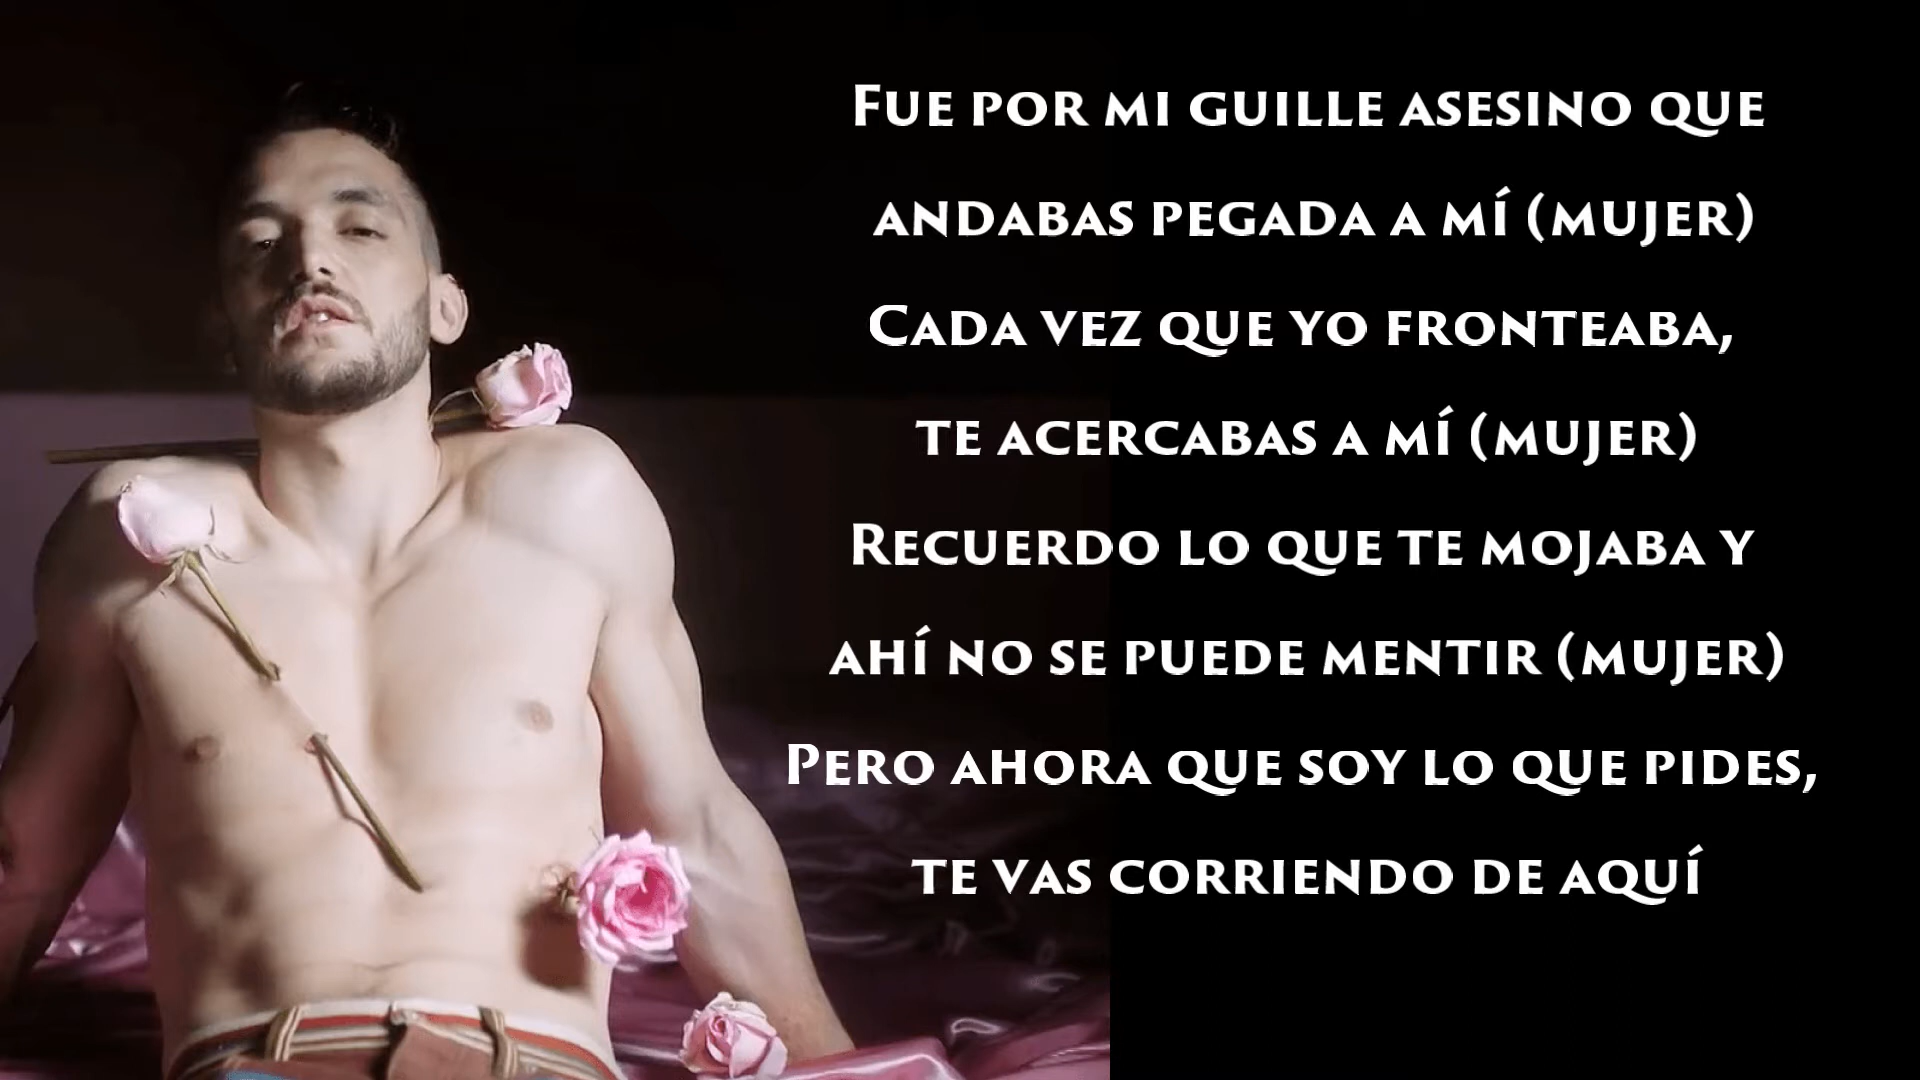 Fue por mi guille asesino que
andabas pegada a mí (mujer)
Cada vez que yo fronteaba,
te acercabas a mí (mujer)
Recuerdo lo que te mojaba y
ahí no se puede mentir (mujer)
Pero ahora que soy lo que pides,
te vas corriendo de aquí